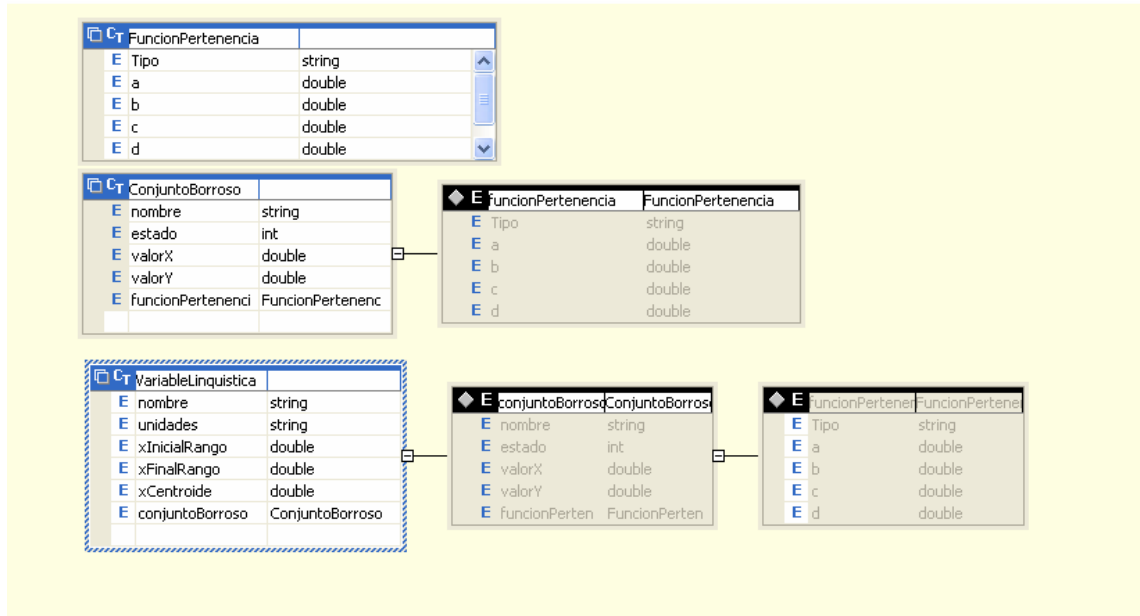 CT FuncionPertenencia
E Tipo string
E a double
E b double
E c double
E d double
CT ConjuntoBorroso
E nombre string
E estado int
E valorX double
E valorY double
E funcionPertenenci FuncionPertenenc
E funcionPertenencia FuncionPertenencia
E Tipo string
E a double
E b double
E c double
E d double
CT VariableLinquistica
E nombre string
E unidades string
E xInicialRango double
E xFinalRango double
E xCentroide double
E conjuntoBorroso ConjuntoBorroso
E conjuntoBorroso ConjuntoBorroso
E nombre string
E estado int
E valorX double
E valorY double
E funcionPerten FuncionPerten
E funcionPertenen FuncionPertenen
E Tipo string
E a double
E b double
E c double
E d double